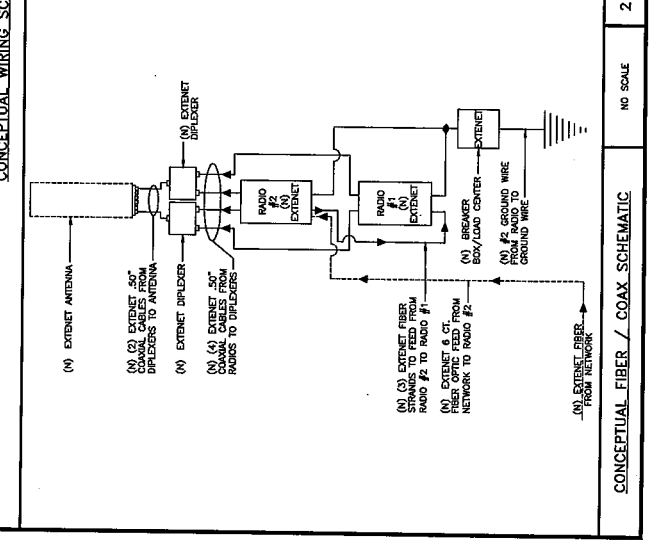 CONCEPTUAL WIRING SC
(N) EXTENET ANTENNA
(N) (2) EXTENET .50"
COAXIAL CABLES FROM
DIPLEXERS TO ANTENNA
(N) EXTENET DIPLEXER
(N) EXTENET
DIPLEXER
(N) (4) EXTENET .50"
COAXIAL CABLES FROM
RADIOS TO DIPLEXERS
RADIO
#2
(N)
EXTENET
RADIO
#1
(N)
EXTENET
(N) (3) EXTENET FIBER
STRANDS TO FEED FROM
RADIO #2 TO RADIO #1
(N) EXTENET 6 CT.
FIBER OPTIC FEED FROM
NETWORK TO RADIO #2
EXTENET
(N) BREAKER
BOX/LOAD CENTER
(N) #2 GROUND WIRE
FROM RADIO TO
GROUND WIRE
(N) EXTENET FIBER
FROM NETWORK
CONCEPTUAL FIBER / COAX SCHEMATIC
NO SCALE
2